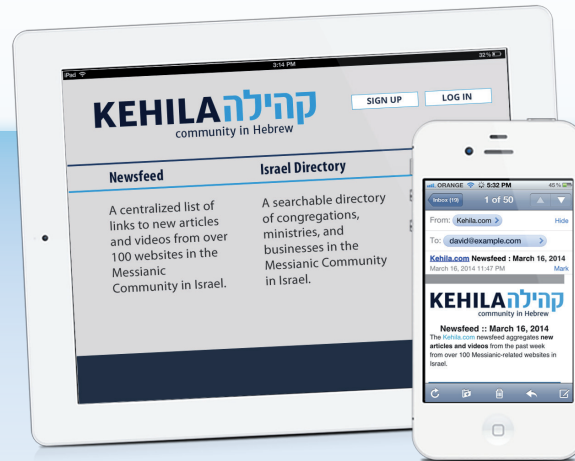 iPad
3:14 PM
32%
KEHILAקהילה
community in Hebrew
SIGN UP
LOG IN
Newsfeed
A centralized list of
links to new articles
and videos from over
100 websites in the
Messianic
Community in Israel.
Israel Directory
A searchable directory
of congregations,
ministries, and
businesses in the
Messianic Community
in Israel.
ORANGE
5:32 PM
45%
Inbox (19)
1 of 50
From: Kehila.com
Hide
To: david@example.com
Kehila.com Newsfeed : March 16, 2014
March 16, 2014 11:47 PM
Mark
KEHILAקהילה
community in Hebrew
Newsfeed :: March 16, 2014
The Kehila.com newsfeed aggregates new
articles and videos from the past week
from over 100 Messianic-related websites in
Israel.